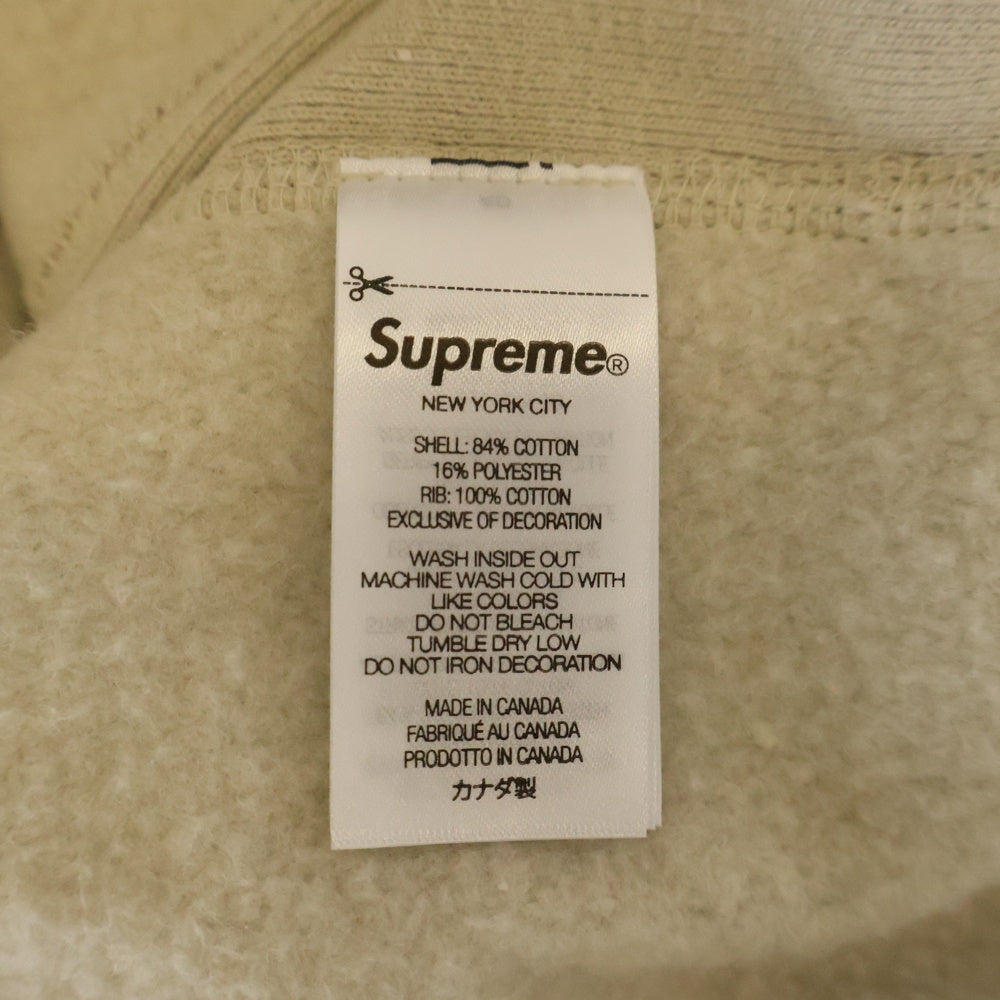 Supreme®
NEW YORK CITY
SHELL: 84% COTTON
16% POLYESTER
RIB: 100% COTTON
EXCLUSIVE OF DECORATION
WASH INSIDE OUT
MACHINE WASH COLD WITH
LIKE COLORS
DO NOT BLEACH
TUMBLE DRY LOW
DO NOT IRON DECORATION
MADE IN CANADA
FABRIQUÉ AU CANADA
PRODOTTO IN CANADA
カナダ製